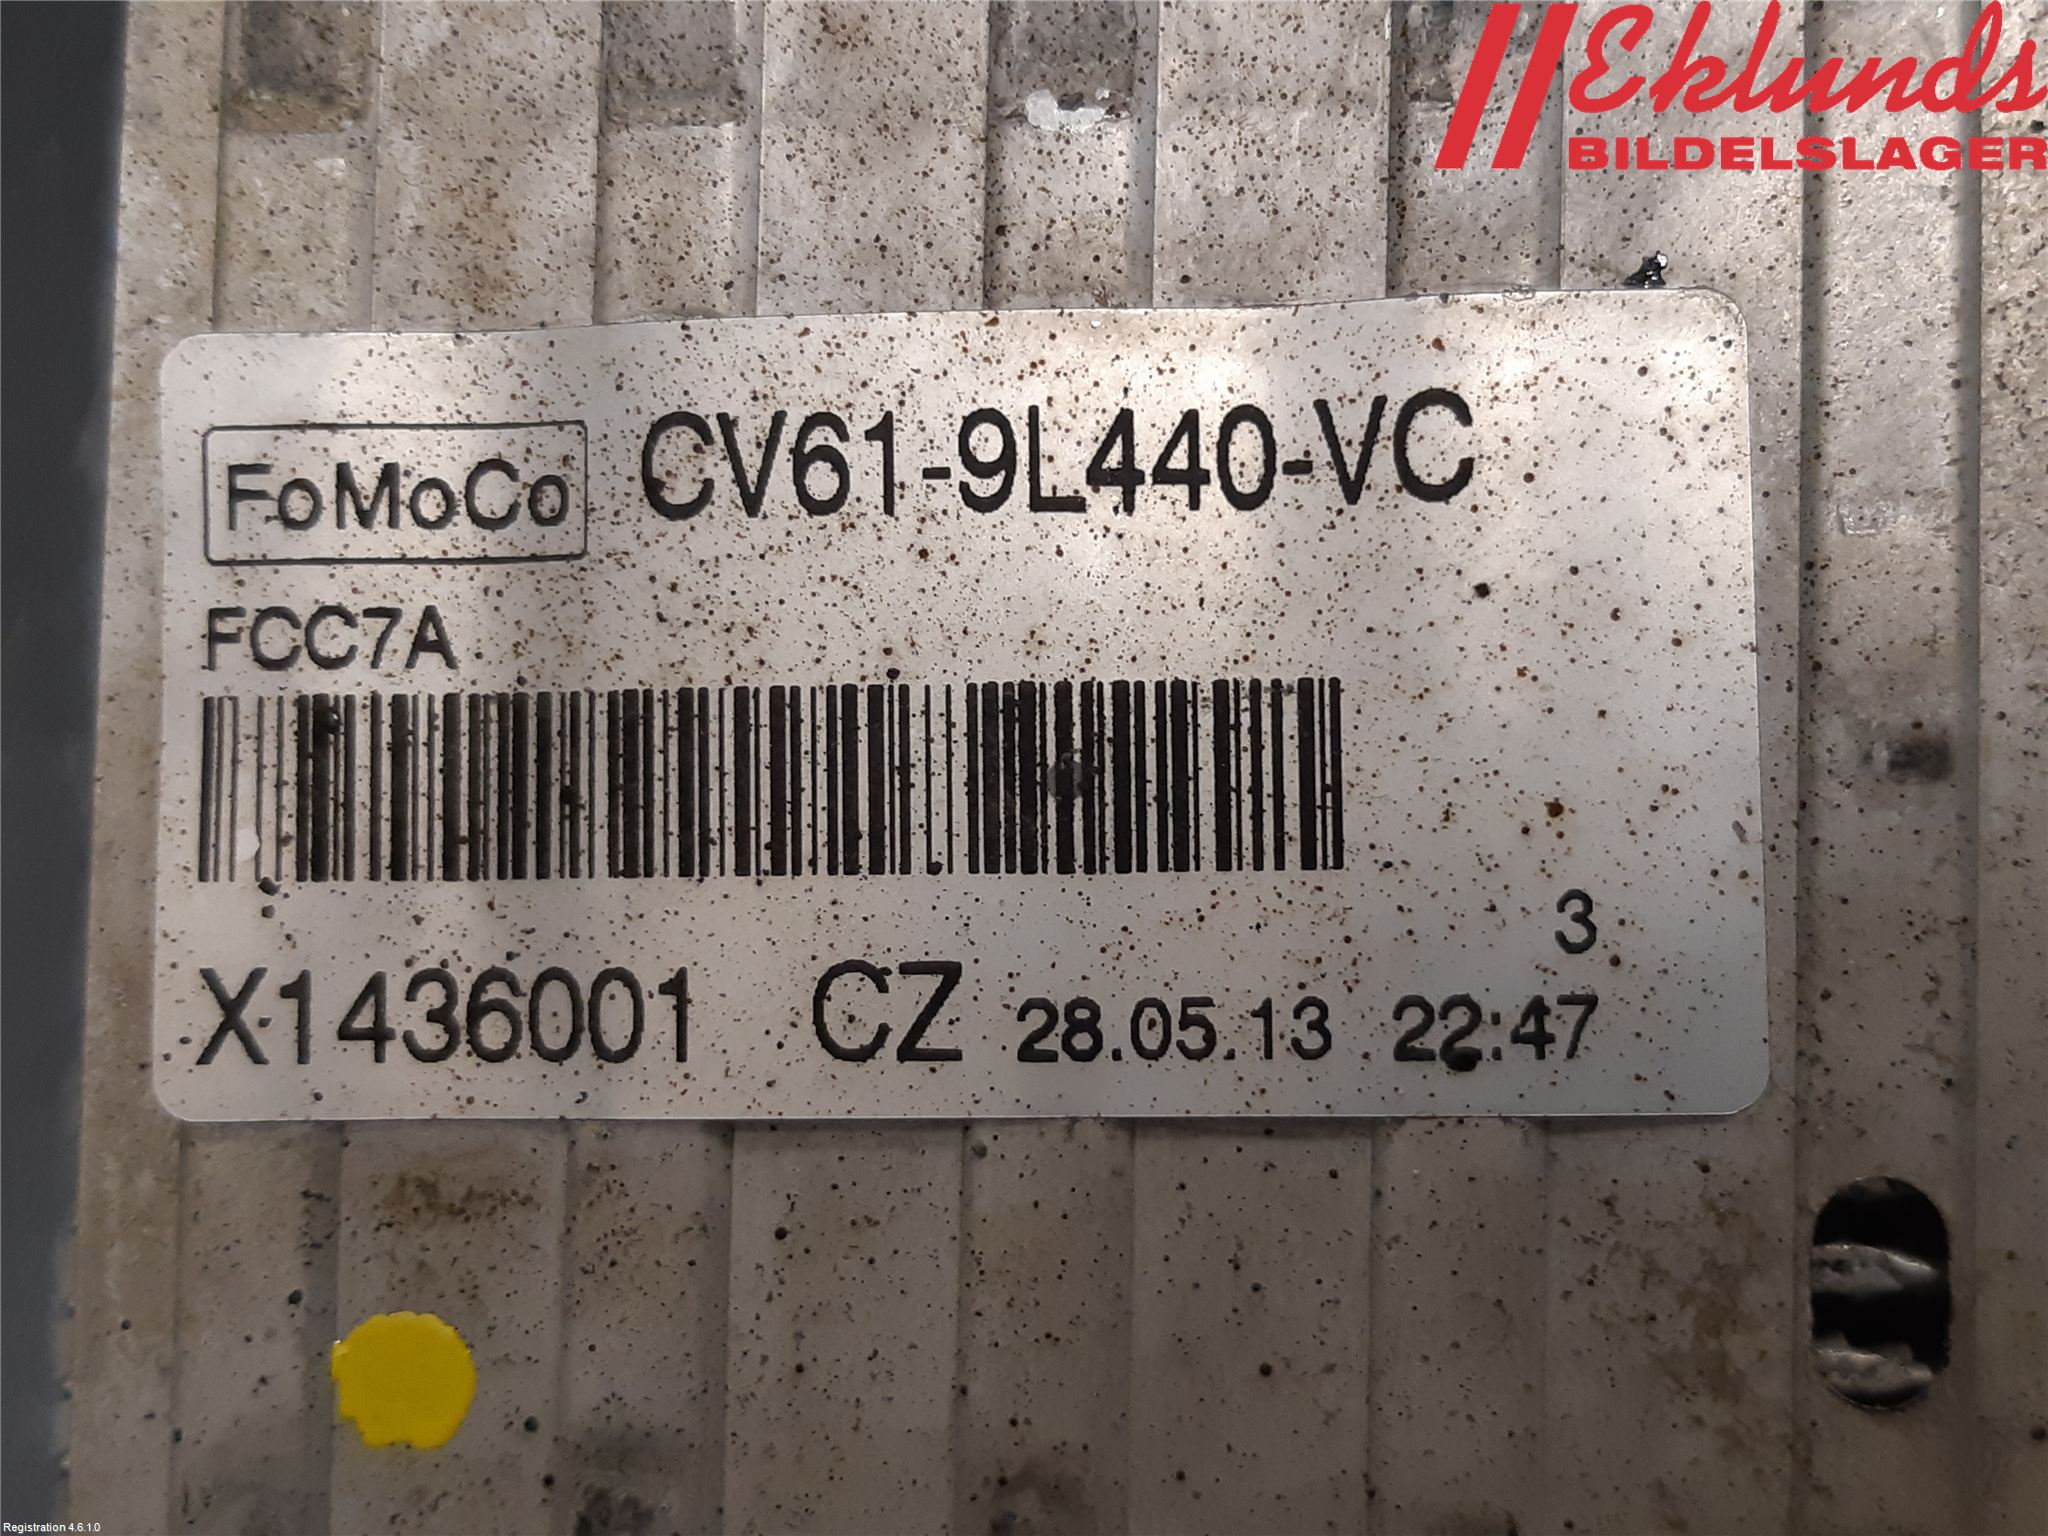 Eklunds
BILDELSLAGER
FoMoCo CV61-9L440-VC
FCC7A
3
X1436001 CZ 28.05.13 22:47
Registration 4.6.1.0